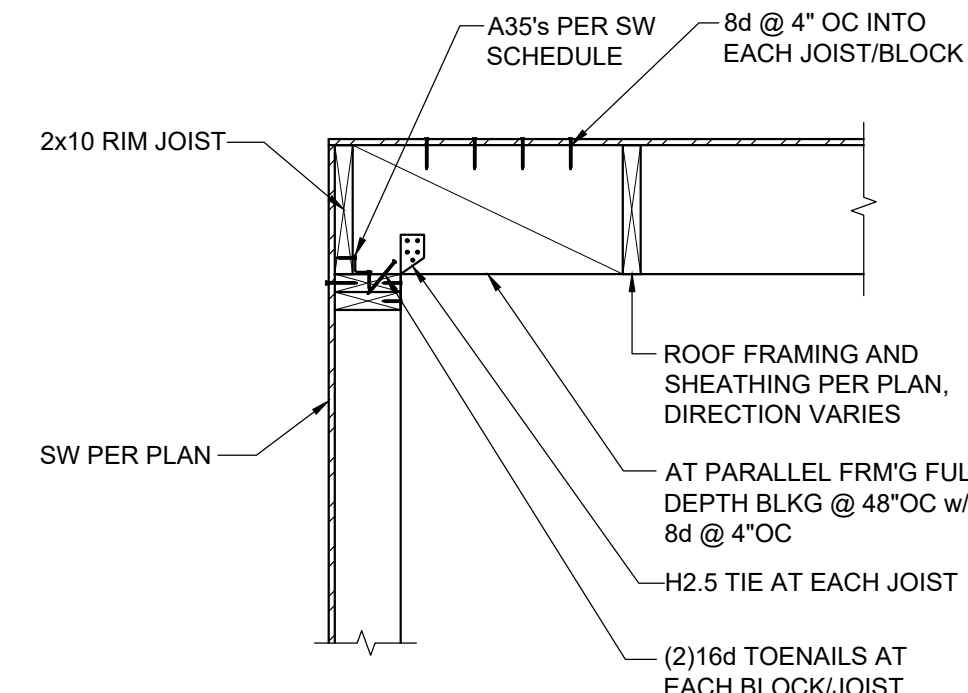 A35's PER SW
SCHEDULE
8d @ 4" OC INTO
EACH JOIST/BLOCK
2x10 RIM JOIST
ROOF FRAMING AND
SHEATHING PER PLAN,
DIRECTION VARIES
SW PER PLAN
AT PARALLEL FRM'G FUL
DEPTH BLKG @ 48"OC w/
8d @ 4"OC
H2.5 TIE AT EACH JOIST
(2)16d TOENAILS AT
EACH BLOCK/JOIST